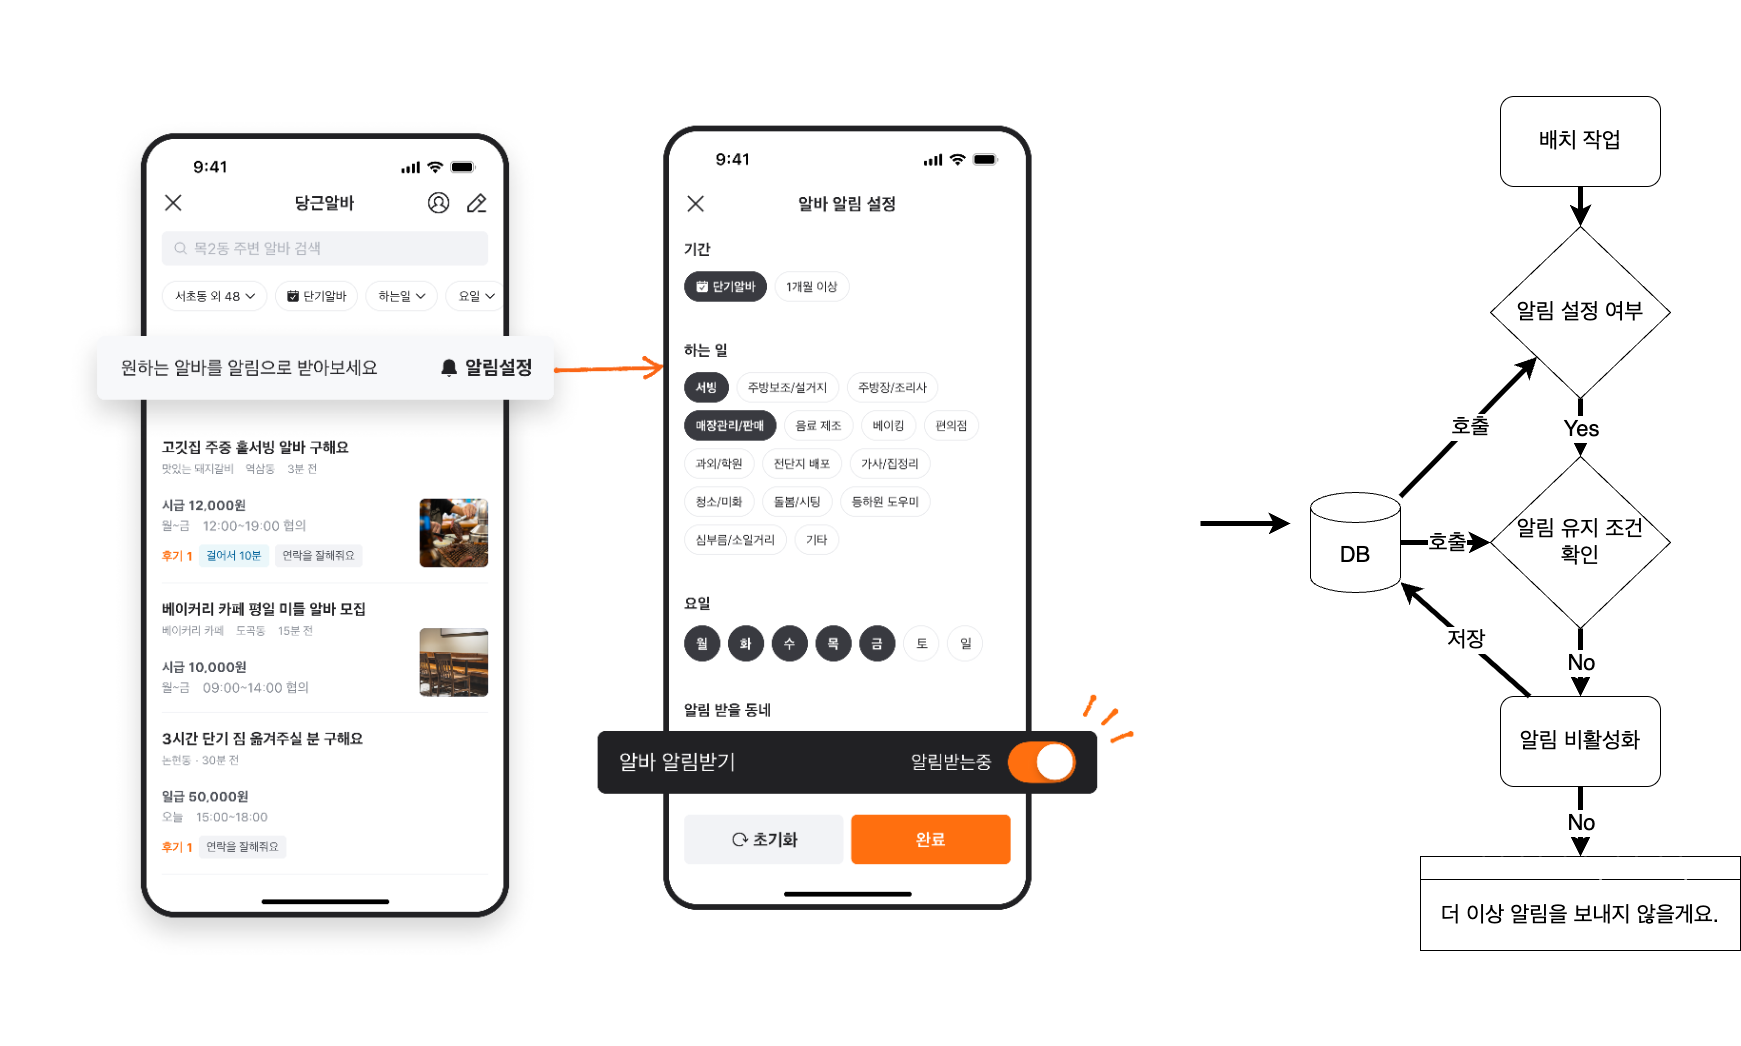 9:41
당근알바
목2동 주변 알바 검색
서초동 외 48
단기알바
하는일
요일
원하는 알바를 알림으로 받아보세요
알림설정
고깃집 주중 홀서빙 알바 구해요
맛있는 돼지갈비 역삼동 3분 전
시급 12,000원
월~금 12:00~19:00 협의
후기 1 걸어서 10분 연락을 잘해줘요
베이커리 카페 평일 미들 알바 모집
베이커리 카페 도곡동 15분 전
시급 10,000원
월~금 09:00~14:00 협의
3시간 단기 짐 옮겨주실 분 구해요
논현동 · 30분 전
일급 50,000원
오늘 15:00~18:00
후기 1 연락을 잘해줘요
9:41
알바 알림 설정
기간
단기알바 1개월 이상
하는 일
서빙 주방보조/설거지 주방장/조리사
매장관리/판매 음료 제조 베이킹 편의점
과외/학원 전단지 배포 가사/집정리
청소/미화 돌봄/시팅 등하원 도우미
심부름/소일거리 기타
요일
월 화 수 목 금 토 일
알림 받을 동네
알바 알림받기 알림받는중
초기화 완료
배치 작업
알림 설정 여부
호출
Yes
DB
호출
알림 유지 조건
확인
저장
No
알림 비활성화
No
더 이상 알림을 보내지 않을게요.